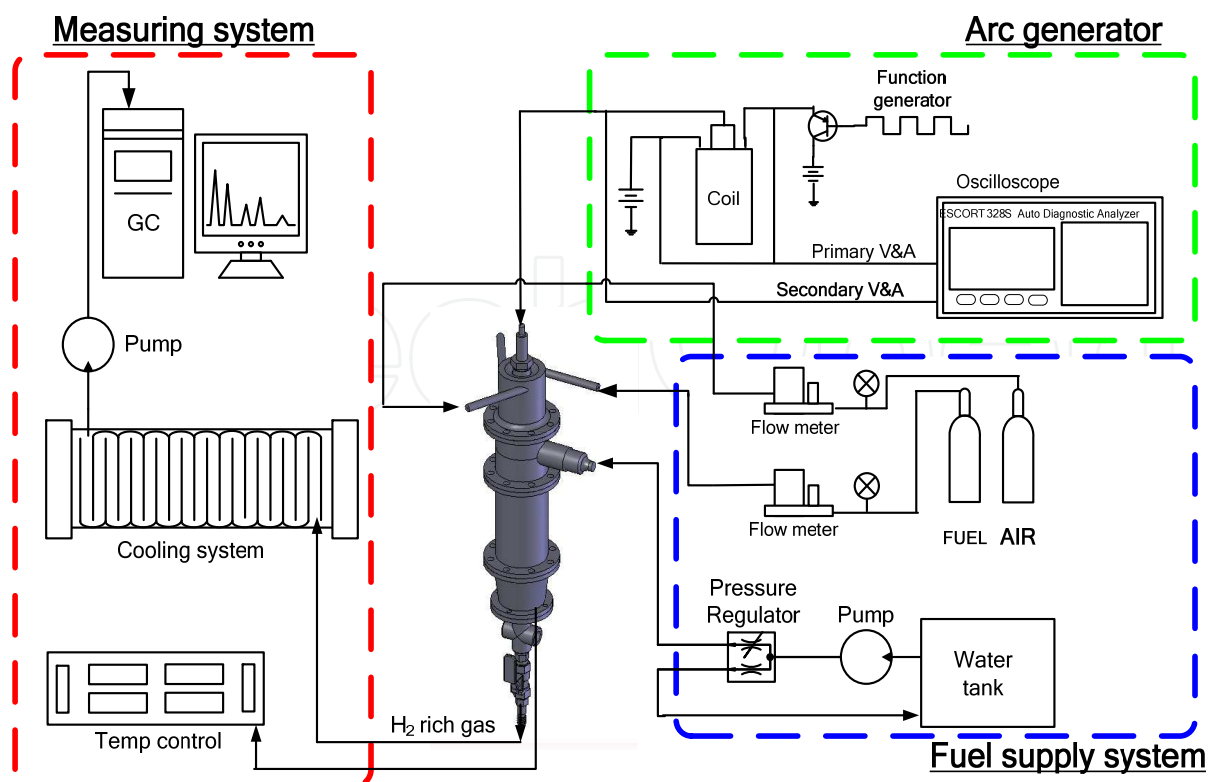 Measuring system
Arc generator
Function
generator
GC
Coil
Oscilloscope
ESCORT 328S Auto Diagnostic Analyzer
Primary V&A
Secondary V&A
Pump
Flow meter
Flow meter
Cooling system
FUEL AIR
Pressure
Regulator
Pump
Water
tank
H₂ rich gas
Temp control
Fuel supply system